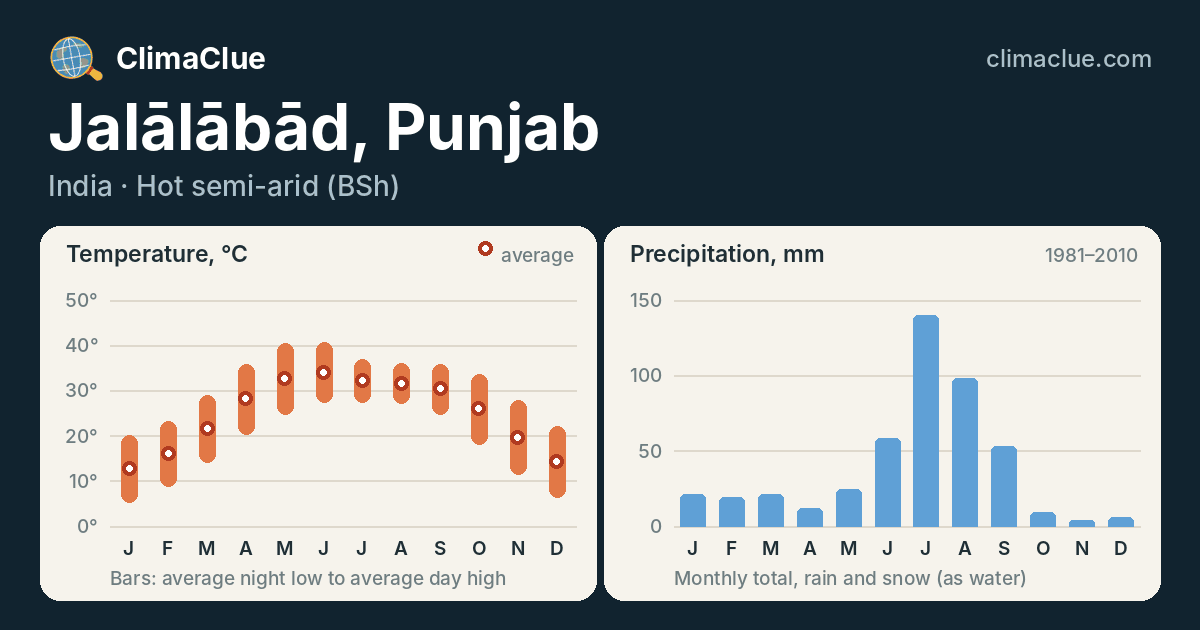 ClimaClue
climaclue.com
Jalālābād, Punjab
India · Hot semi-arid (BSh)
Temperature, °C
average
50°
40°
30°
20°
10°
0°
J F M A M J J A S O N D
Bars: average night low to average day high
Precipitation, mm
1981–2010
150
100
50
0
J F M A M J J A S O N D
Monthly total, rain and snow (as water)